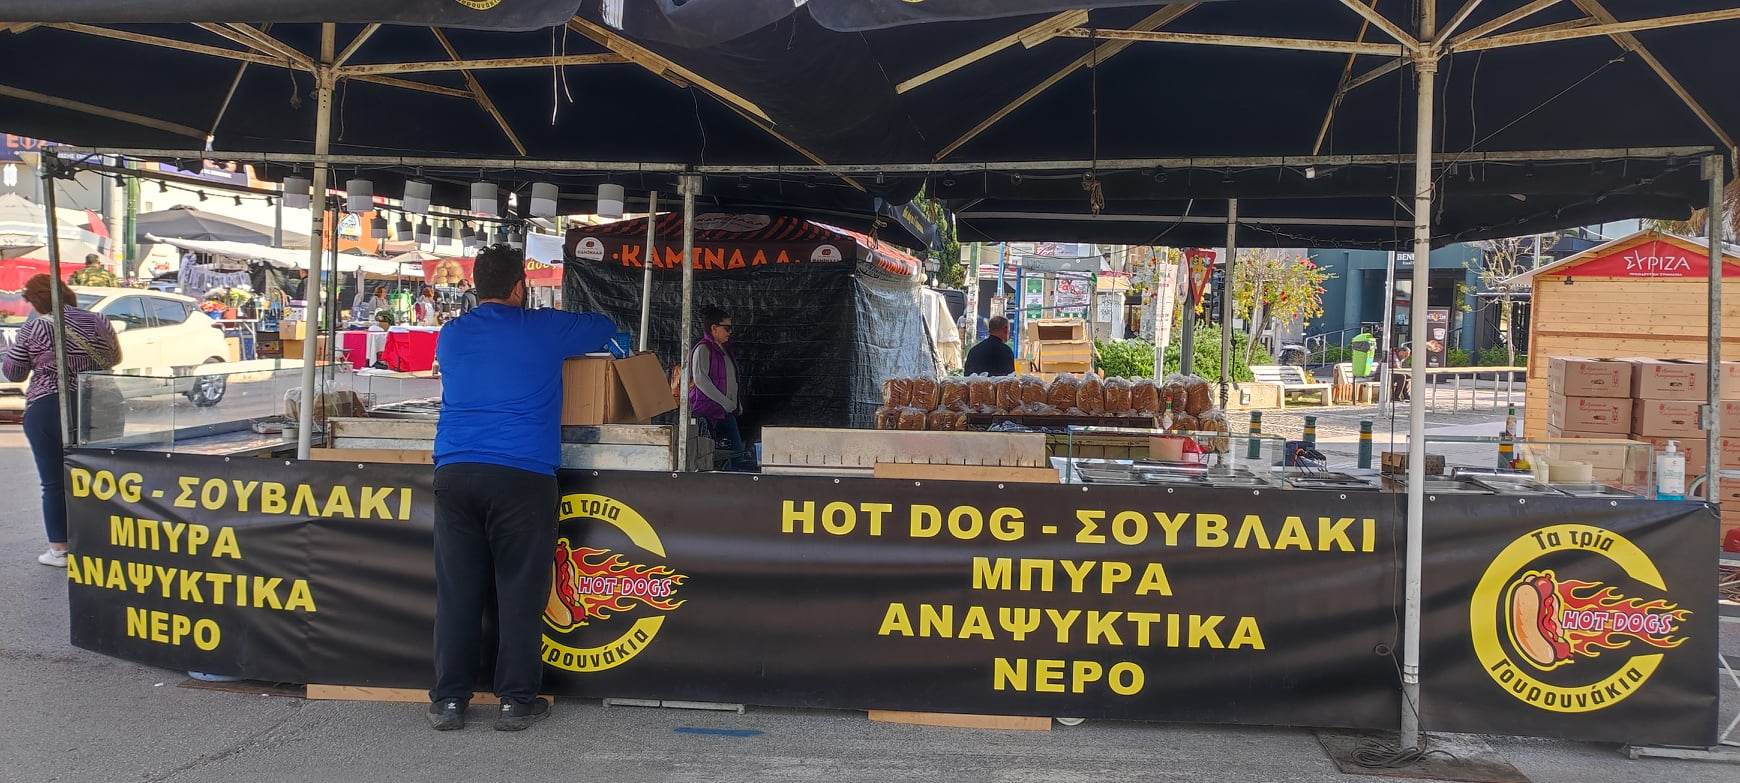 ·ΚΑΜΙΝΑΔΑ·
ΣΥΡΙΖΑ
DOG - ΣΟΥΒΛΑΚΙ
ΜΠΥΡΑ
ΑΝΑΨΥΚΤΙΚΑ
ΝΕΡΟ
τρία
HOT DOGS
HOT DOG - ΣΟΥΒΛΑΚΙ
ΜΠΥΡΑ
ΑΝΑΨΥΚΤΙΚΑ
ΝΕΡΟ
Τα τρία
HOT DOGS
Γουρουνάκια